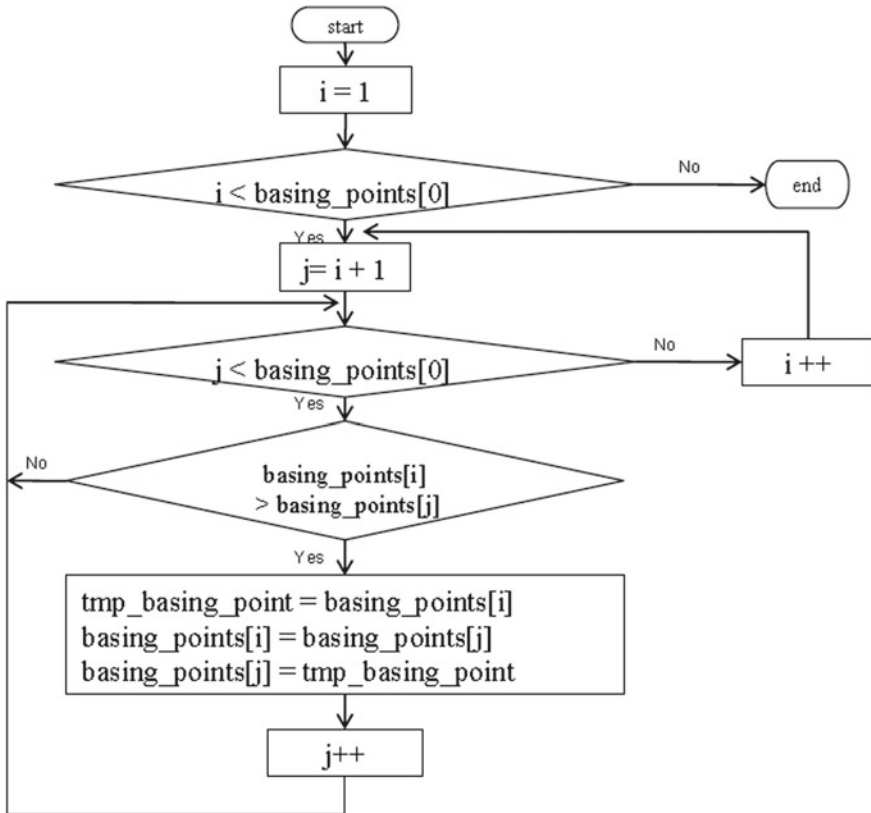 start
i = 1
i < basing_points[0]
No
end
Yes
j= i + 1
j < basing_points[0]
No
i ++
Yes
basing_points[i]
> basing_points[j]
No
Yes
tmp_basing_point = basing_points[i]
basing_points[i] = basing_points[j]
basing_points[j] = tmp_basing_point
j++